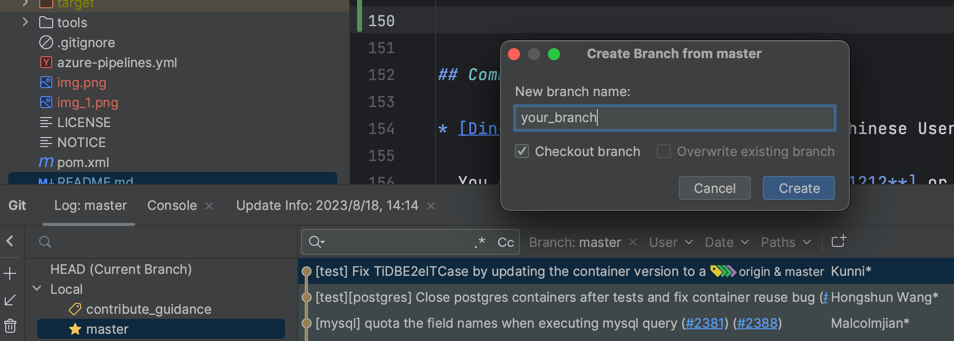 target
tools
.gitignore
azure-pipelines.yml
img.png
img_1.png
LICENSE
NOTICE
pom.xml
README.md
150
151
152 ## Com
153
154 * [Din hinese User
155
156 You 1212**] or
Create Branch from master
New branch name:
your_branch
Checkout branch Overwrite existing branch
Cancel Create
Git Log: master Console × Update Info: 2023/8/18, 14:14 ×
.* Cc Branch: master × User Date Paths
HEAD (Current Branch)
Local
contribute_guidance
master
[test] Fix TiDBE2eITCase by updating the container version to a origin & master Kunni*
[test][postgres] Close postgres containers after tests and fix container reuse bug (# Hongshun Wang*
[mysql] quota the field names when executing mysql query (#2381) (#2388) Malcolmjian*